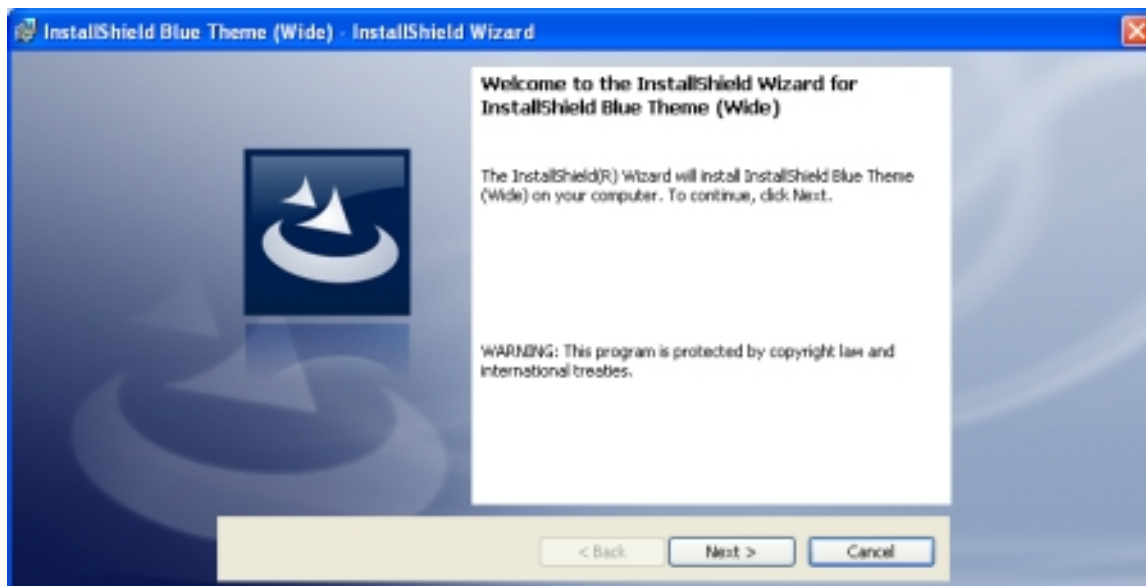 InstallShield Blue Theme (Wide) - InstallShield Wizard
Welcome to the InstallShield Wizard for
InstallShield Blue Theme (Wide)
The InstallShield(R) Wizard will install InstallShield Blue Theme
(Wide) on your computer. To continue, click Next.
WARNING: This program is protected by copyright law and
international treaties.
< Back
Next >
Cancel